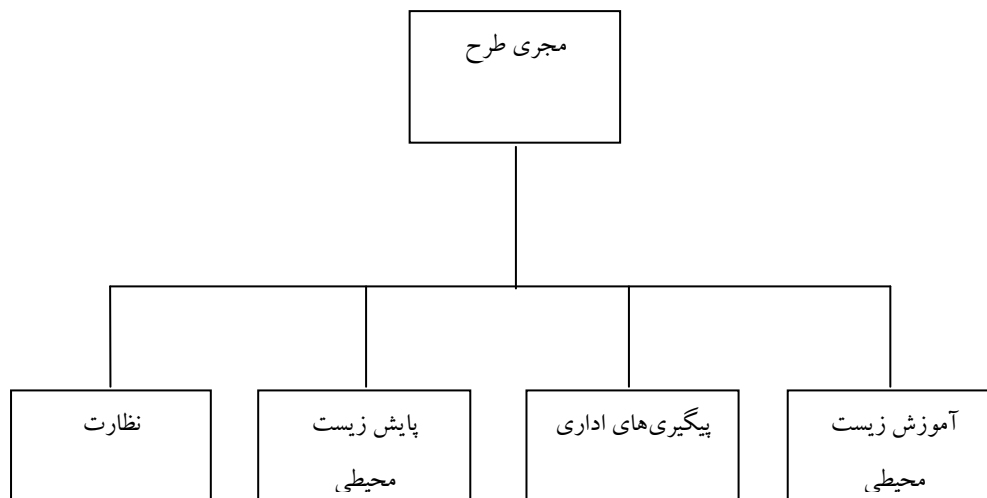 مجری طرح
آموزش زیست
محیطی
پیگیری‌های اداری
پایش زیست
محیطی
نظارت